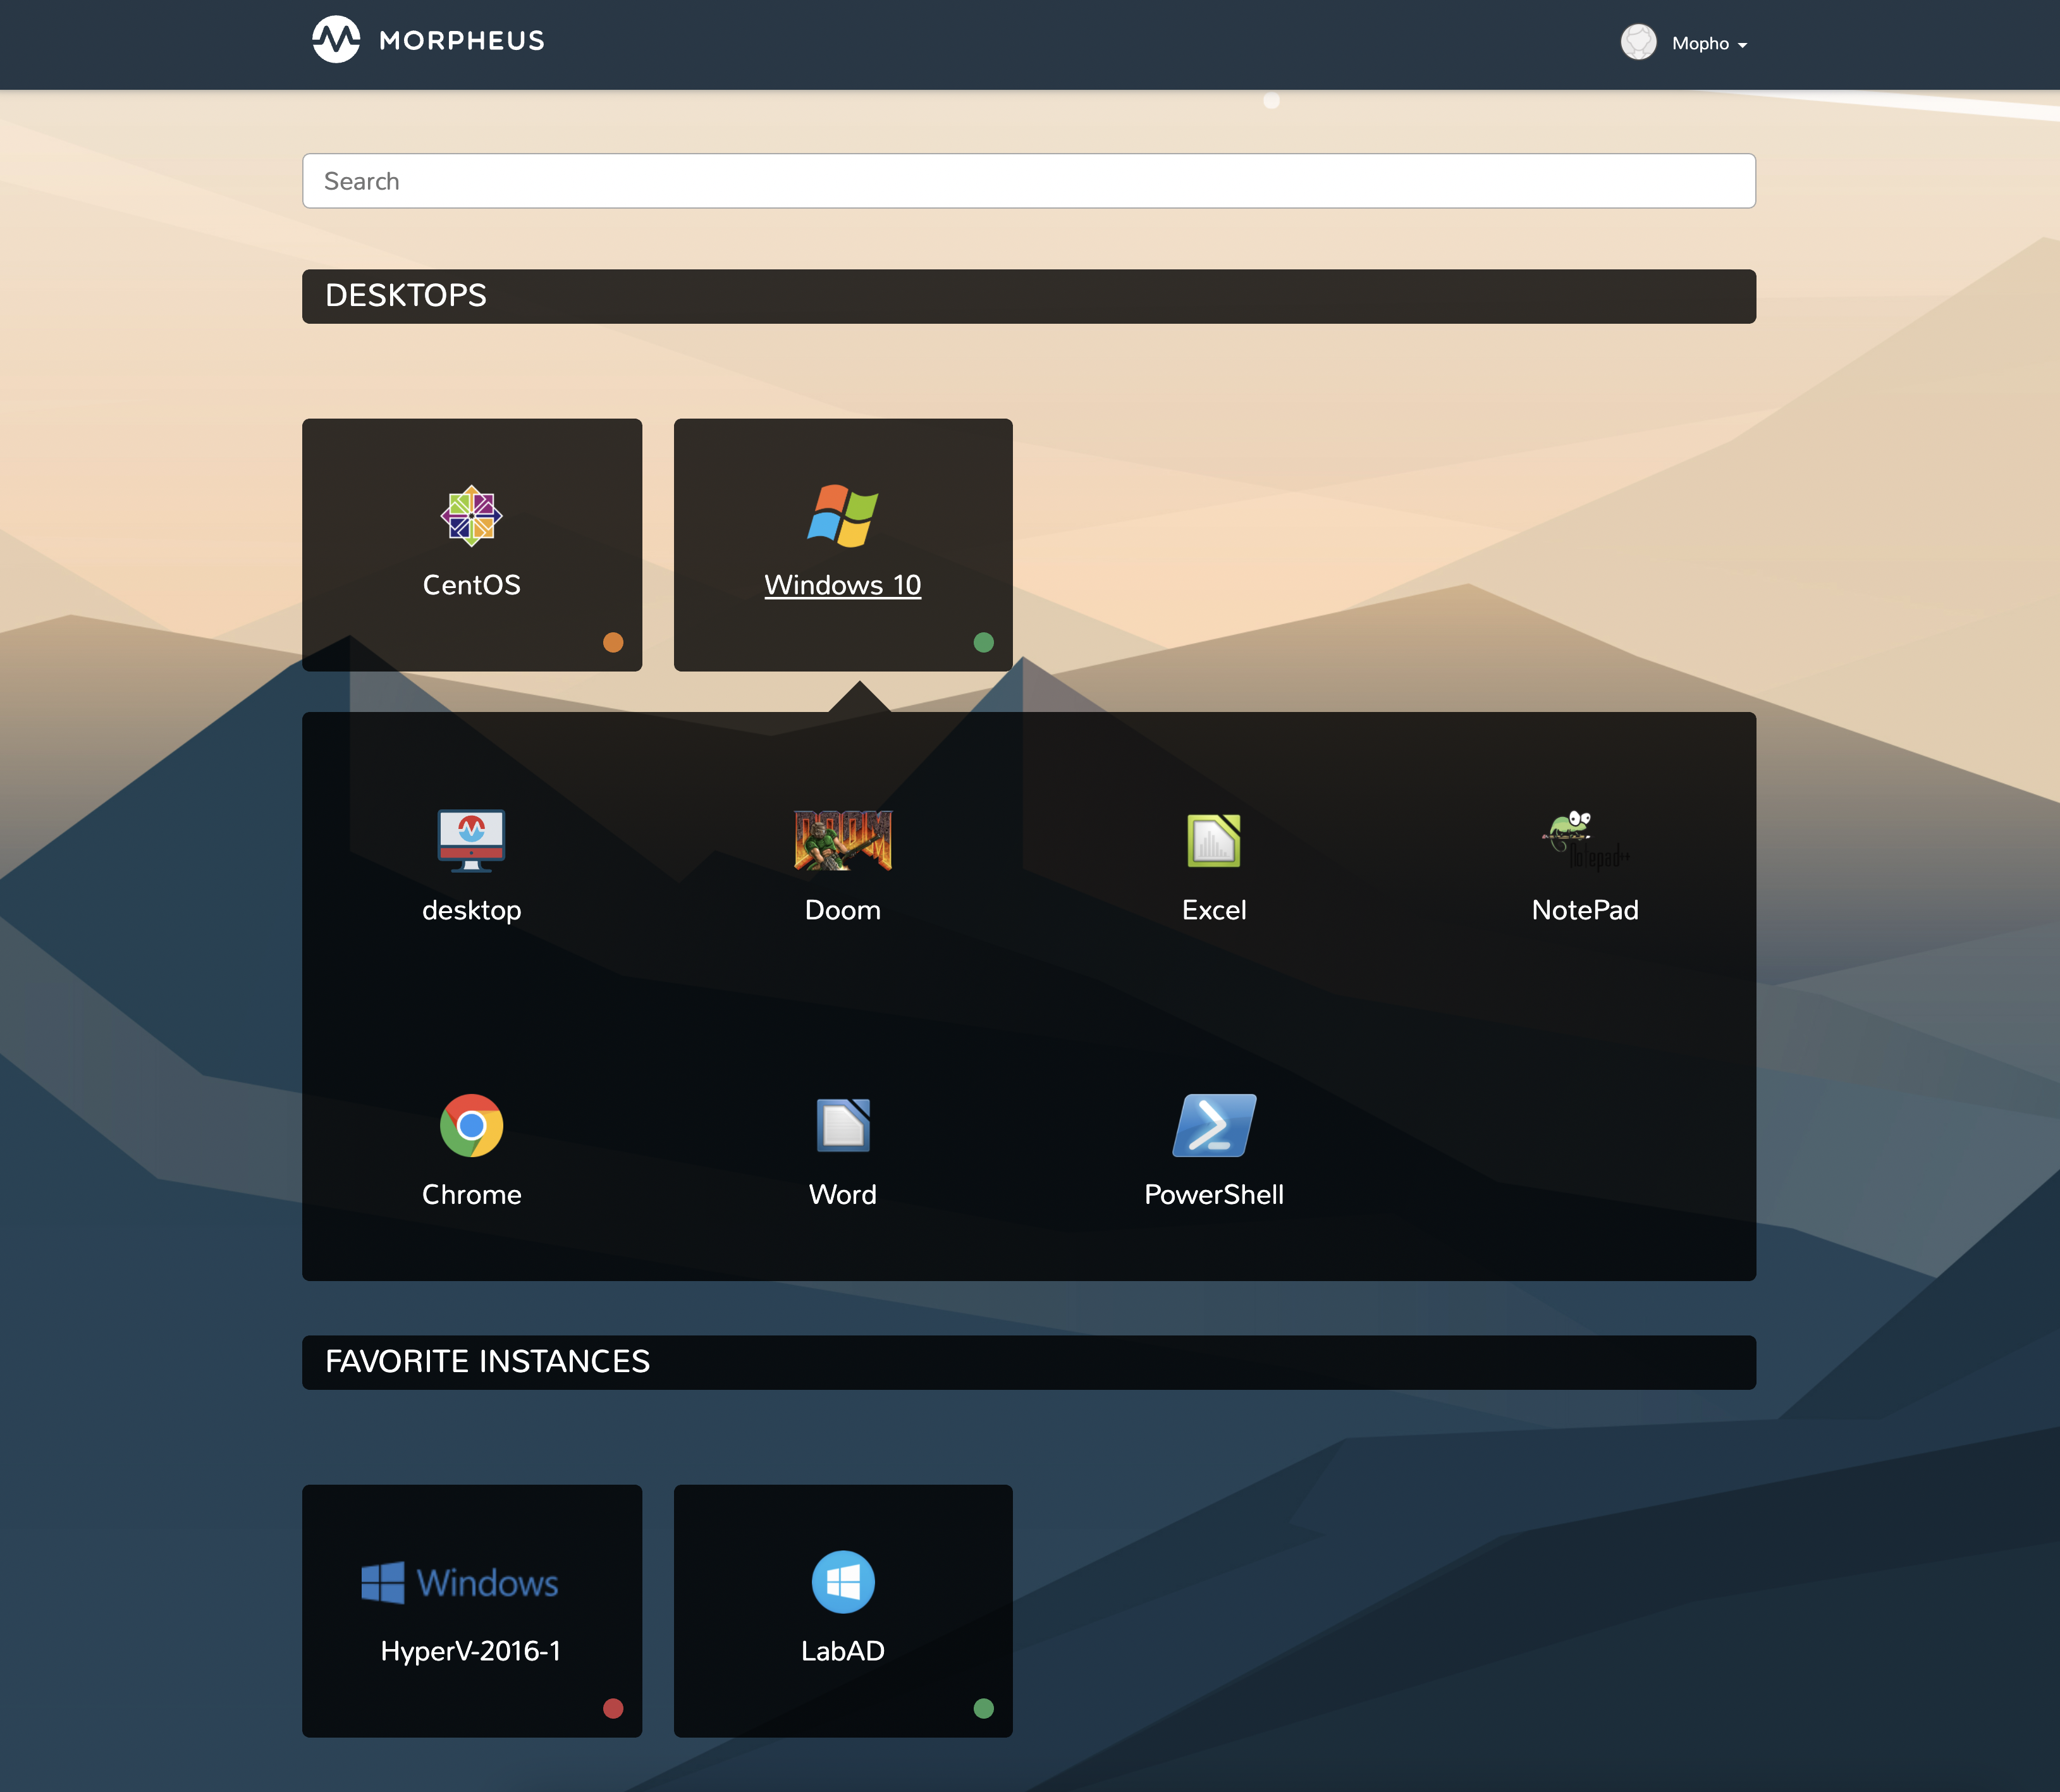 MORPHEUS
Mopho
Search
DESKTOPS
CentOS
Windows 10
DOOM
Notepad++
desktop
Doom
Excel
NotePad
Chrome
Word
PowerShell
FAVORITE INSTANCES
Windows
HyperV-2016-1
LabAD